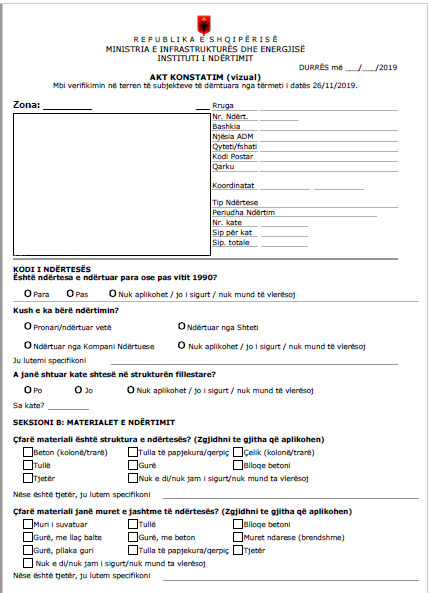 REPUBLIKA E SHQIPËRISË
MINISTRIA E INFRASTRUKTURËS DHE ENERGJISË
INSTITUTI I NDËRTIMIT
DURRËS më ___/___/2019
AKT KONSTATIM (vizual)
Mbi verifikimin në terren të subjekteve të dëmtuara nga tërmeti i datës 26/11/2019.
Zona: __________ ___
Rruga
Nr. Ndërt.
Bashkia
Njësia ADM
Qyteti/fshati
Kodi Postar
Qarku
Koordinatat
Tip Ndërtese
Periudha Ndërtim
Nr. kate
Sip për kat
Sip. totale
KODI I NDËRTESËS
Është ndërtesa e ndërtuar para ose pas vitit 1990?
O Para O Pas O Nuk aplikohet / jo i sigurt / nuk mund të vlerësoj
Kush e ka bërë ndërtimin?
O Pronari/ndërtuar vetë O Ndërtuar nga Shteti
O Ndërtuar nga Kompani Ndërtuese O Nuk aplikohet / jo i sigurt / nuk mund të vlerësoj
Ju lutemi specifikoni
A janë shtuar kate shtesë në strukturën fillestare?
O Po O Jo O Nuk aplikohet / jo i sigurt / nuk mund të vlerësoj
Sa kate? __________
SEKSIONI B: MATERIALET E NDËRTIMIT
Çfarë materiali është struktura e ndërtesës? (Zgjidhni te gjitha që aplikohen)
Beton (kolonë/trarë) Tulla të papjekura/qerpiç Çelik (kolonë/trarë)
Tullë Gurë Blloqe betoni
Tjetër Nuk e di/nuk jam i sigurt/nuk mund ta vlerësoj
Nëse është tjetër, ju lutem specifikoni
Çfarë materiali janë muret e jashtme të ndërtesës? (Zgjidhni te gjitha që aplikohen)
Muri i suvatuar Tullë Blloqe betoni
Gurë, me llaç balte Gurë, me beton Muret ndarese (brendshme)
Gurë, pllaka guri Tulla të papjekura/qerpiç Tjetër
Nuk e di/nuk jam i sigurt/nuk mund ta vlerësoj
Nëse është tjetër, ju lutem specifikoni